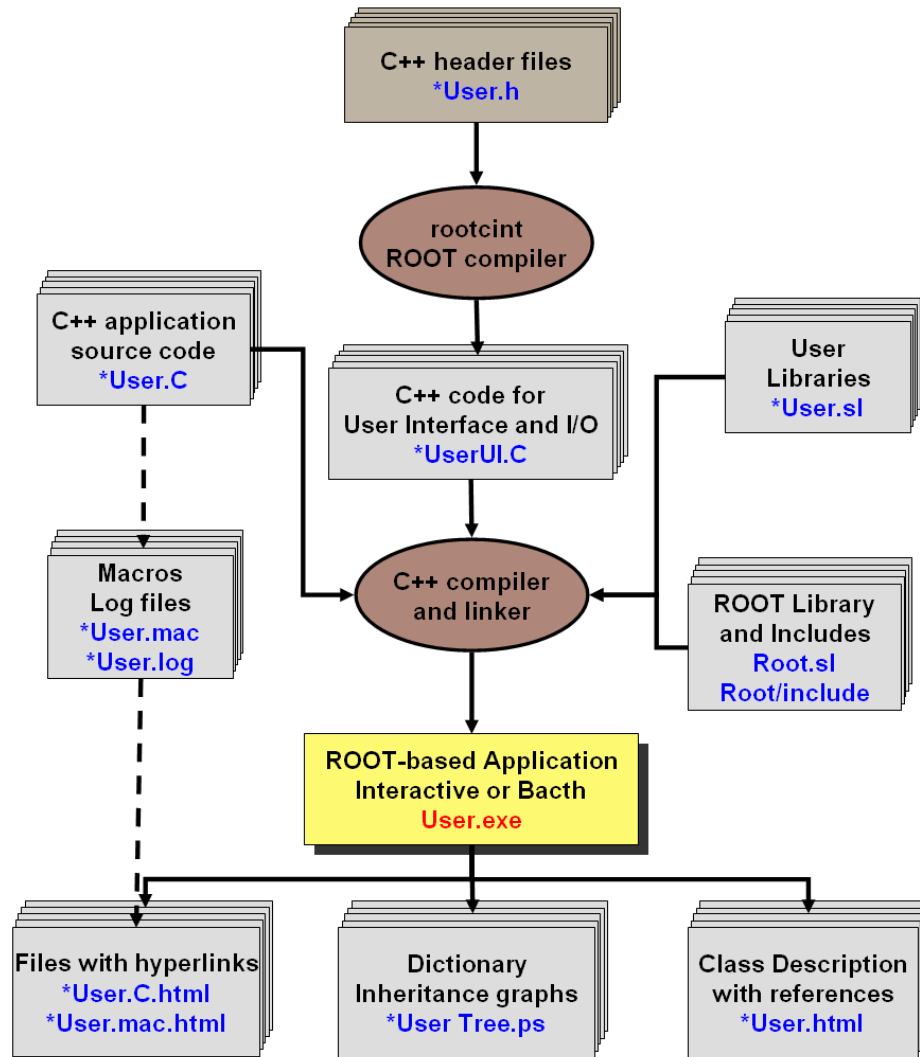 C++ header files
*User.h
rootcint
ROOT compiler
C++ application
source code
*User.C
C++ code for
User Interface and I/O
*UserUI.C
User
Libraries
*User.sl
Macros
Log files
*User.mac
*User.log
C++ compiler
and linker
ROOT Library
and Includes
Root.sl
Root/include
ROOT-based Application
Interactive or Bacth
User.exe
Files with hyperlinks
*User.C.html
*User.mac.html
Dictionary
Inheritance graphs
*User Tree.ps
Class Description
with references
*User.html